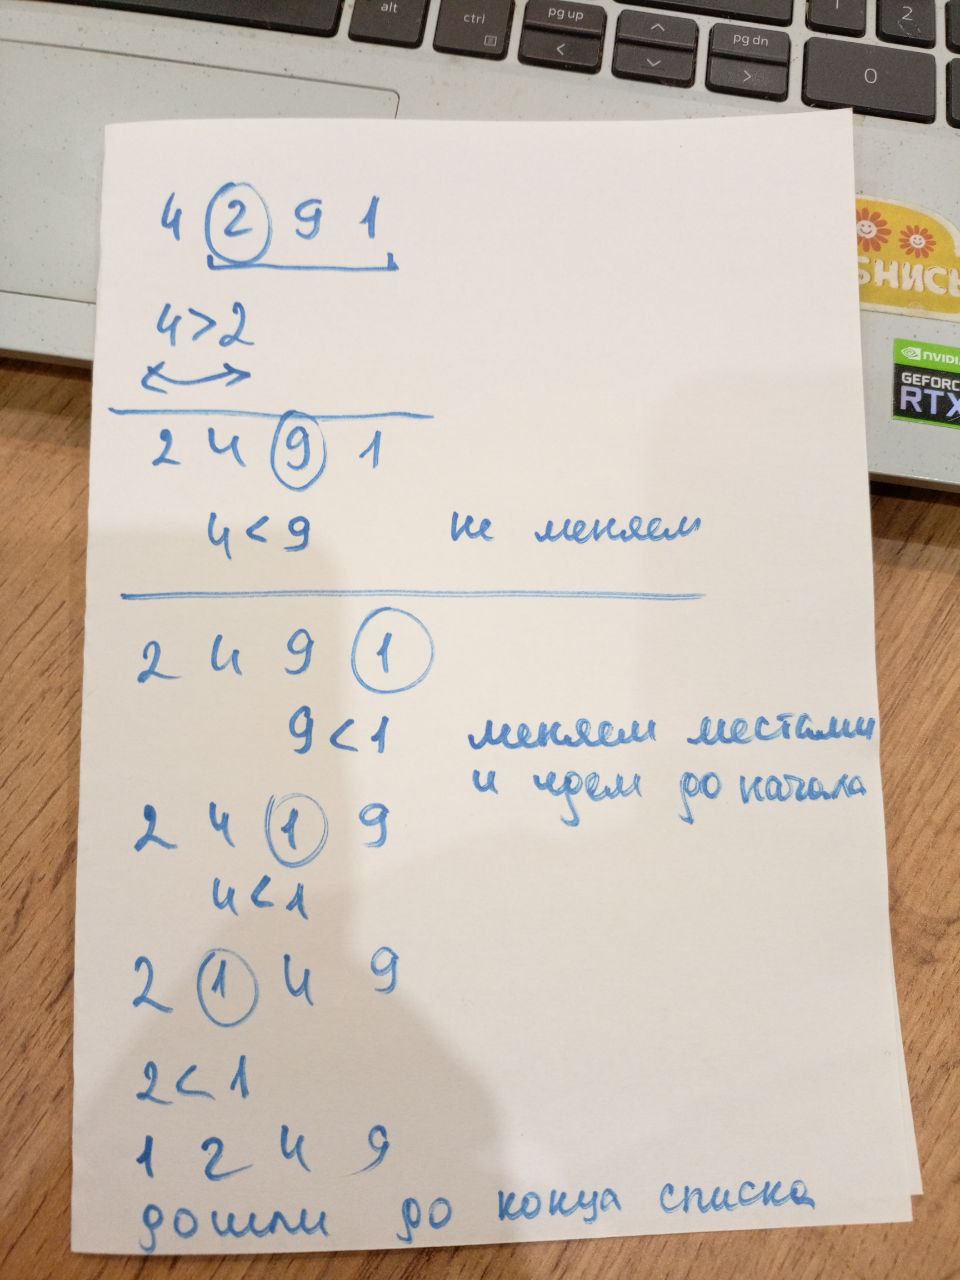 alt
ctrl
pg up
<
pg dn
>
1
2
0
4 2 9 1
4>2
2 4 9 1
4<9 не меняем
2 4 9 1
9<1 меняем местами
и идем до начала
2 4 1 9
4<1
2 1 4 9
2<1
1 2 4 9
дошли до конца списка
БНИСЬ
NVIDIA
GEFORC
RTX